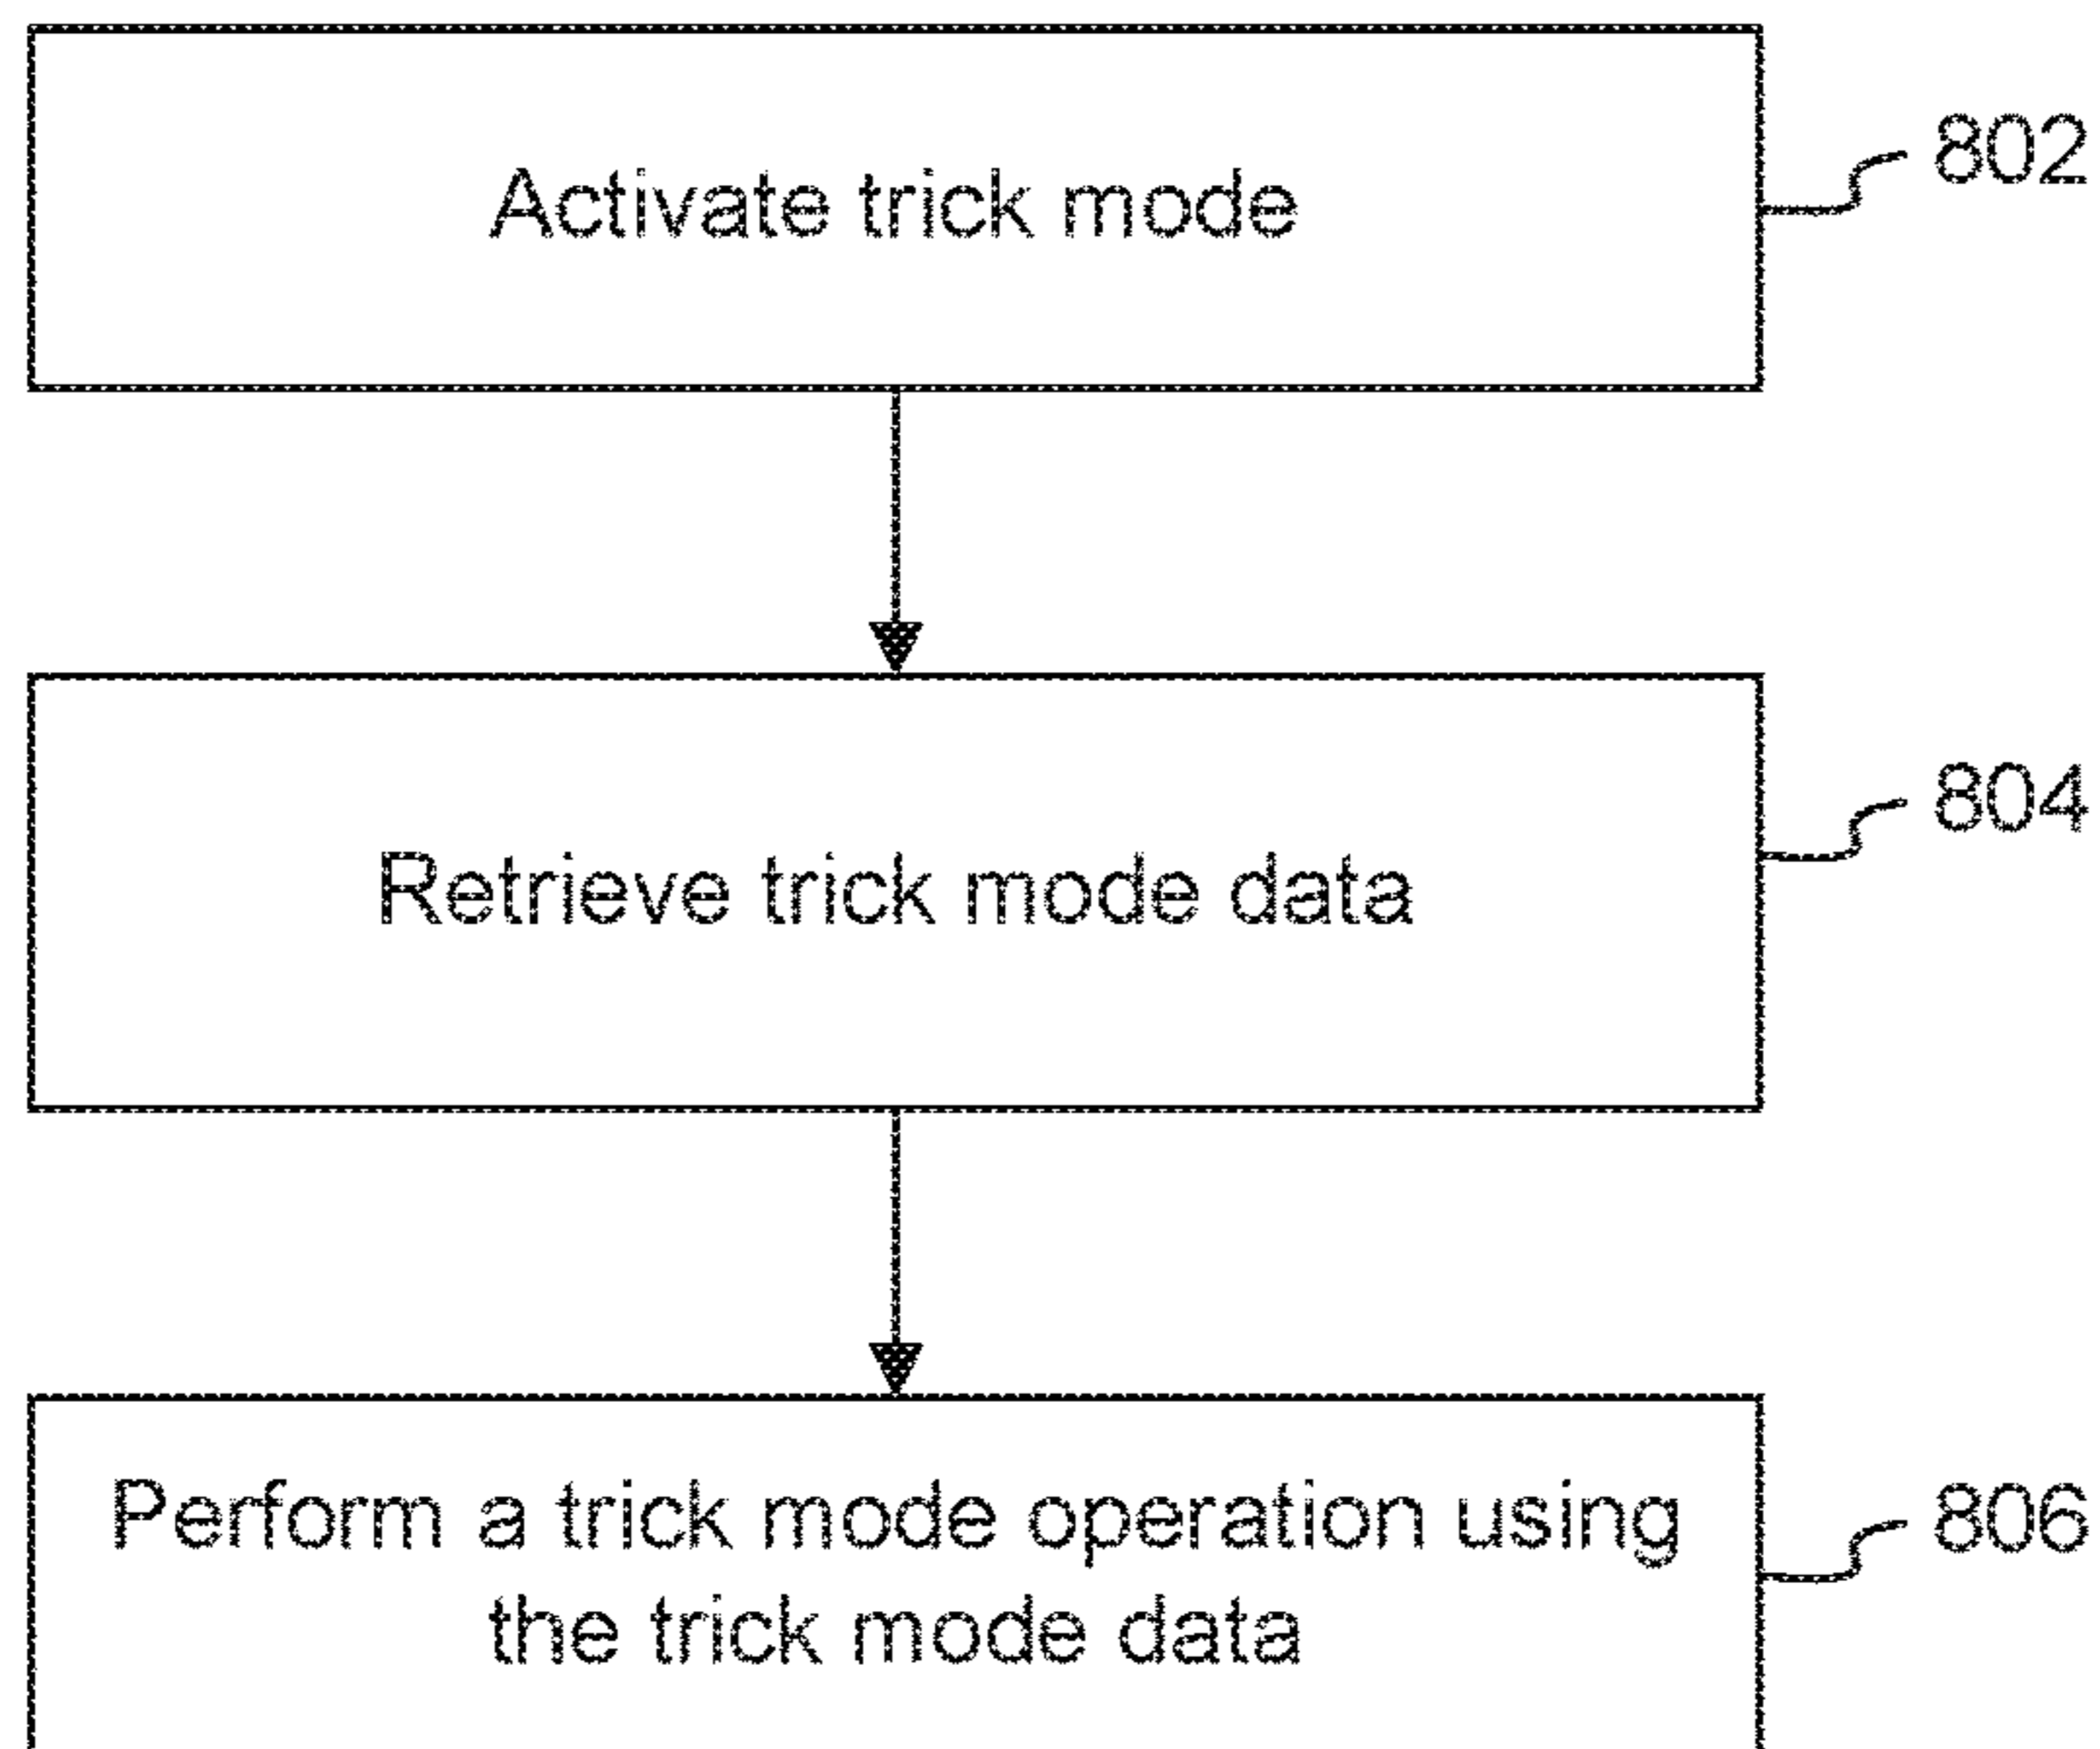 Activate trick mode
802
Retrieve trick mode data
804
Perform a trick mode operation using
the trick mode data
806